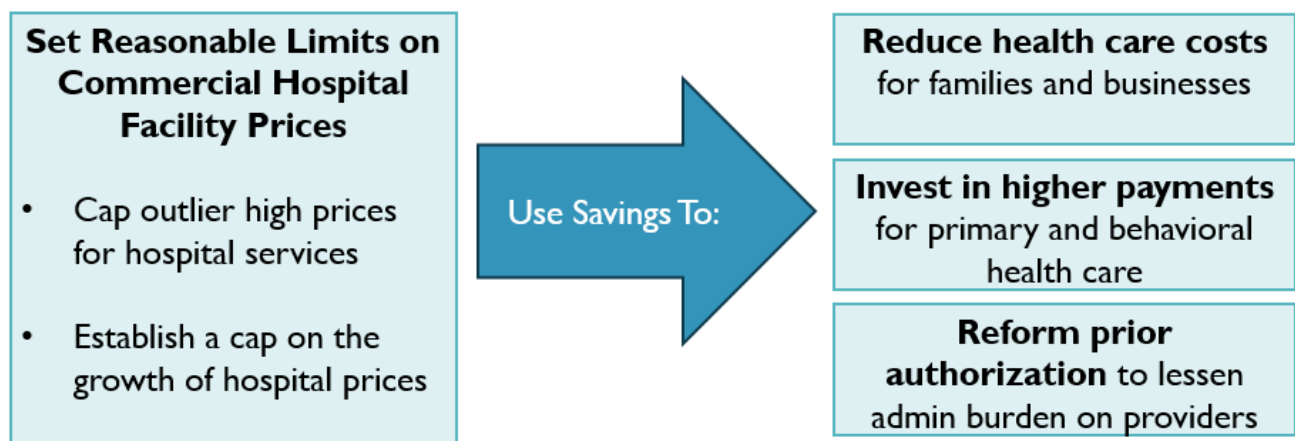 Set Reasonable Limits on
Commercial Hospital
Facility Prices
• Cap outlier high prices
for hospital services
• Establish a cap on the
growth of hospital prices
Use Savings To:
Reduce health care costs
for families and businesses
Invest in higher payments
for primary and behavioral
health care
Reform prior
authorization to lessen
admin burden on providers